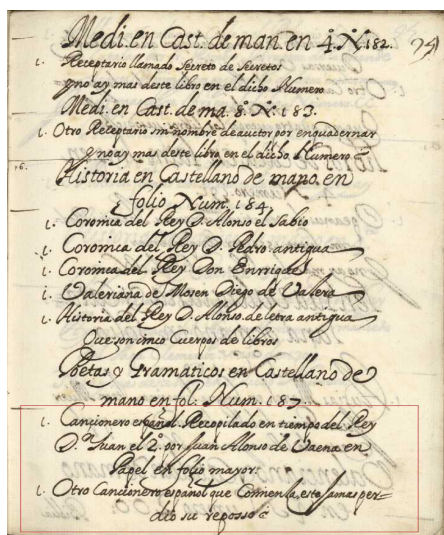 Medi. en Cast. de man. en 4.º N.º 182.
1. Receptario llamado Secreto de Secretos
y no ay mas deste libro en el dicho Numero
Medi. en Cast. de ma. 8.º N.º 183.
1. Otro Receptario sin nombre de auctor por enquadernar
y no ay mas deste libro en el dicho Numero
Historia en Castellano de mano en
folio Num. 184.
1. Coronica del Rey D. Alonso el Sabio
1. Coronica del Rey D. Pedro antigua
1. Coronica del Rey Don Enrrique
1. Valeriana de Mosen Diego de Valera
1. Historia del Rey D. Alonso de letra antigua
Que son cinco Cuerpos de libros
Poetas y Gramaticos en Castellano de
mano en fol. Num. 187.
1. Cancionero español Recopilado en tiempo del Rey
D. Juan el 2.º por Juan Alonso de Vaena en
Papel en folio mayor.
1. Otro Cancionero español que Comienza, esta jamas per-
dio su reposso